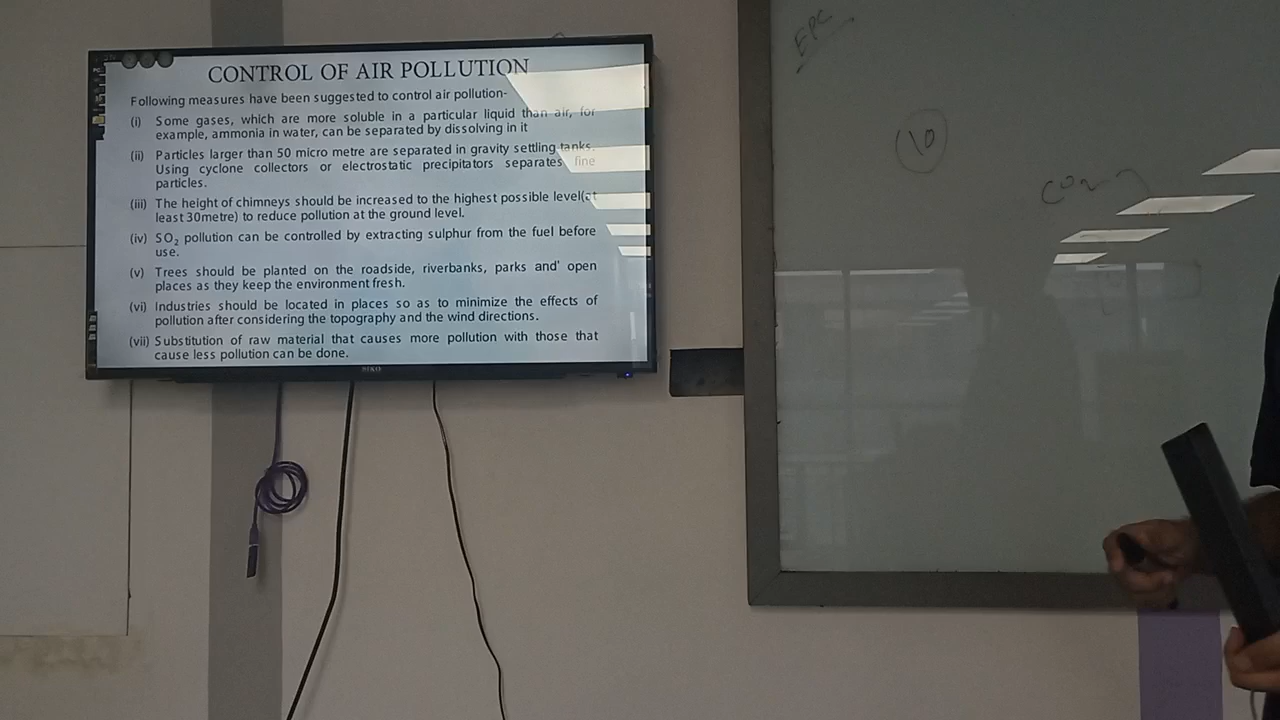 CONTROL OF AIR POLLUTION
Following measures have been suggested to control air pollution-
(i) Some gases, which are more soluble in a particular liquid than air, for
example, ammonia in water, can be separated by dissolving in it
(ii) Particles larger than 50 micro metre are separated in gravity settling tanks.
Using cyclone collectors or electrostatic precipitators separates fine
particles.
(iii) The height of chimneys should be increased to the highest possible level(at
least 30metre) to reduce pollution at the ground level.
(iv) SO₂ pollution can be controlled by extracting sulphur from the fuel before
use.
(v) Trees should be planted on the roadside, riverbanks, parks and' open
places as they keep the environment fresh.
(vi) Industries should be located in places so as to minimize the effects of
pollution after considering the topography and the wind directions.
(vii) Substitution of raw material that causes more pollution with those that
cause less pollution can be done.
EPC
10